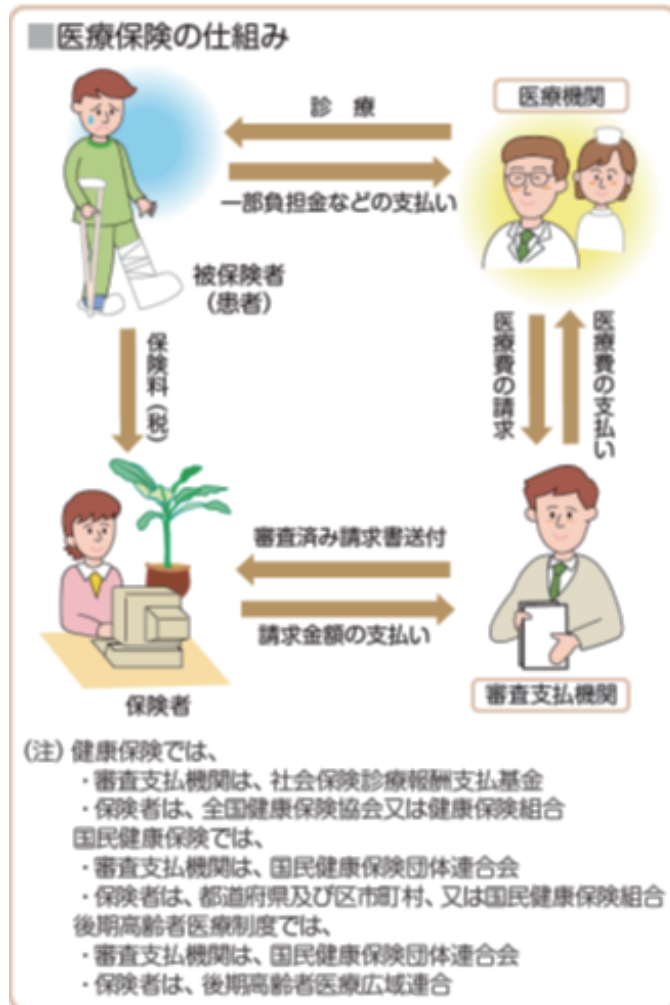 ■医療保険の仕組み
診 療
医療機関
一部負担金などの支払い
被保険者
(患者)
保険料(税)
医療費の請求
医療費の支払い
審査済み請求書送付
請求金額の支払い
保険者
審査支払機関
(注)健康保険では、
・審査支払機関は、社会保険診療報酬支払基金
・保険者は、全国健康保険協会又は健康保険組合
国民健康保険では、
・審査支払機関は、国民健康保険団体連合会
・保険者は、都道府県及び区市町村、又は国民健康保険組合
後期高齢者医療制度では、
・審査支払機関は、国民健康保険団体連合会
・保険者は、後期高齢者医療広域連合